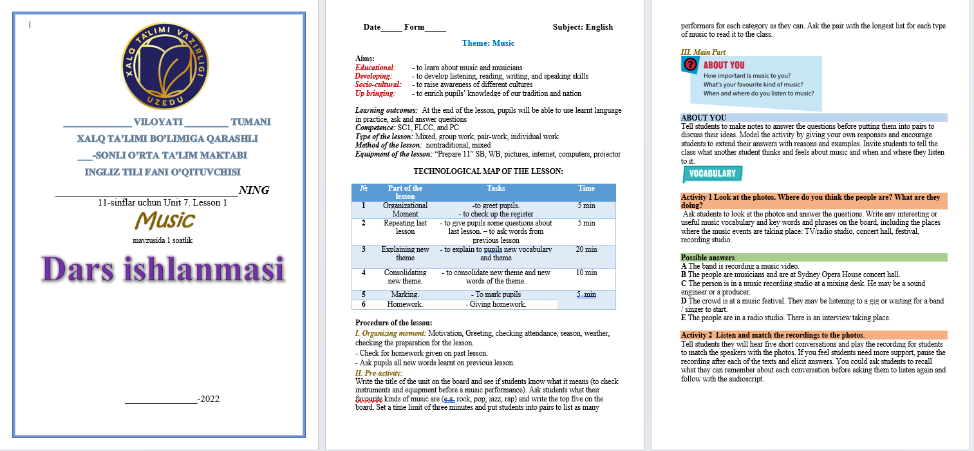 XALQ TA'LIMI VAZIRLIGI
UZEDU
_____________ VILOYATI _________ TUMANI
XALQ TA'LIMI BO'LIMIGA QARASHLI
___-SONLI O'RTA TA'LIM MAKTABI
INGLIZ TILI FANI O'QITUVCHISI
_________________________________NING
11-sinflar uchun Unit 7. Lesson 1
Music
mavzusida 1 soatlik
Dars ishlanmasi
________________-2022
Date_____ Form_____ Subject: English
Theme: Music
Aims:
Educational: - to learn about music and musicians
Developing: - to develop listening, reading, writing, and speaking skills
Socio-cultural: - to raise awareness of different cultures
Up bringing: - to enrich pupils' knowledge of our tradition and nation
Learning outcomes: At the end of the lesson, pupils will be able to use learnt language
in practice, ask and answer questions
Competence: SC1, FLCC, and PC
Type of the lesson: Mixed, group work, pair-work, individual work
Method of the lesson: nontraditional, mixed
Equipment of the lesson: "Prepare 11" SB, WB, pictures, internet, computers, projector
TECHNOLOGICAL MAP OF THE LESSON:
№ Part of the lesson Tasks Time
1 Organizational Moment -to greet pupils. - to check up the register 5 min
2 Repeating last lesson - to give pupils some questions about last lesson. – to ask words from previous lesson 5 min
3 Explaining new theme - to explain to pupils new vocabulary and theme 20 min
4 Consolidating new theme. - to consolidate new theme and new words of the theme. 10 min
5 Marking. - To mark pupils 5 min
6 Homework. - Giving homework.
Procedure of the lesson:
I. Organizing moment: Motivation, Greeting, checking attendance, season, weather,
checking the preparation for the lesson.
- Check for homework given on past lesson.
- Ask pupils all new words learnt on previous lesson.
II. Pre-activity:
Write the title of the unit on the board and see if students know what it means (to check
instruments and equipment before a music performance). Ask students what their
favourite kinds of music are (e.g. rock, pop, jazz, rap) and write the top five on the
board. Set a time limit of three minutes and put students into pairs to list as many
performers for each category as they can. Ask the pair with the longest list for each type
of music to read it to the class.
III. Main Part
ABOUT YOU
How important is music to you?
What's your favourite kind of music?
When and where do you listen to music?
ABOUT YOU
Tell students to make notes to answer the questions before putting them into pairs to
discuss their ideas. Model the activity by giving your own responses and encourage
students to extend their answers with reasons and examples. Invite students to tell the
class what another student thinks and feels about music and when and where they listen
to it.
VOCABULARY
Activity 1 Look at the photos. Where do you think the people are? What are they
doing?
Ask students to look at the photos and answer the questions. Write any interesting or
useful music vocabulary and key words and phrases on the board, including the places
where the music events are taking place: TV/radio studio, concert hall, festival,
recording studio.
Possible answers
A The band is recording a music video.
B The people are musicians and are at Sydney Opera House concert hall.
C The person is in a music recording studio at a mixing desk. He may be a sound
engineer or a producer.
D The crowd is at a music festival. They may be listening to a gig or waiting for a band
/ singer to start.
E The people are in a radio studio. There is an interview taking place.
Activity 2 Listen and match the recordings to the photos.
Tell students they will hear five short conversations and play the recording for students
to match the speakers with the photos. If you feel students need more support, pause the
recording after each of the texts and elicit answers. You could ask students to recall
what they can remember about each conversation before asking them to listen again and
follow with the audioscript.